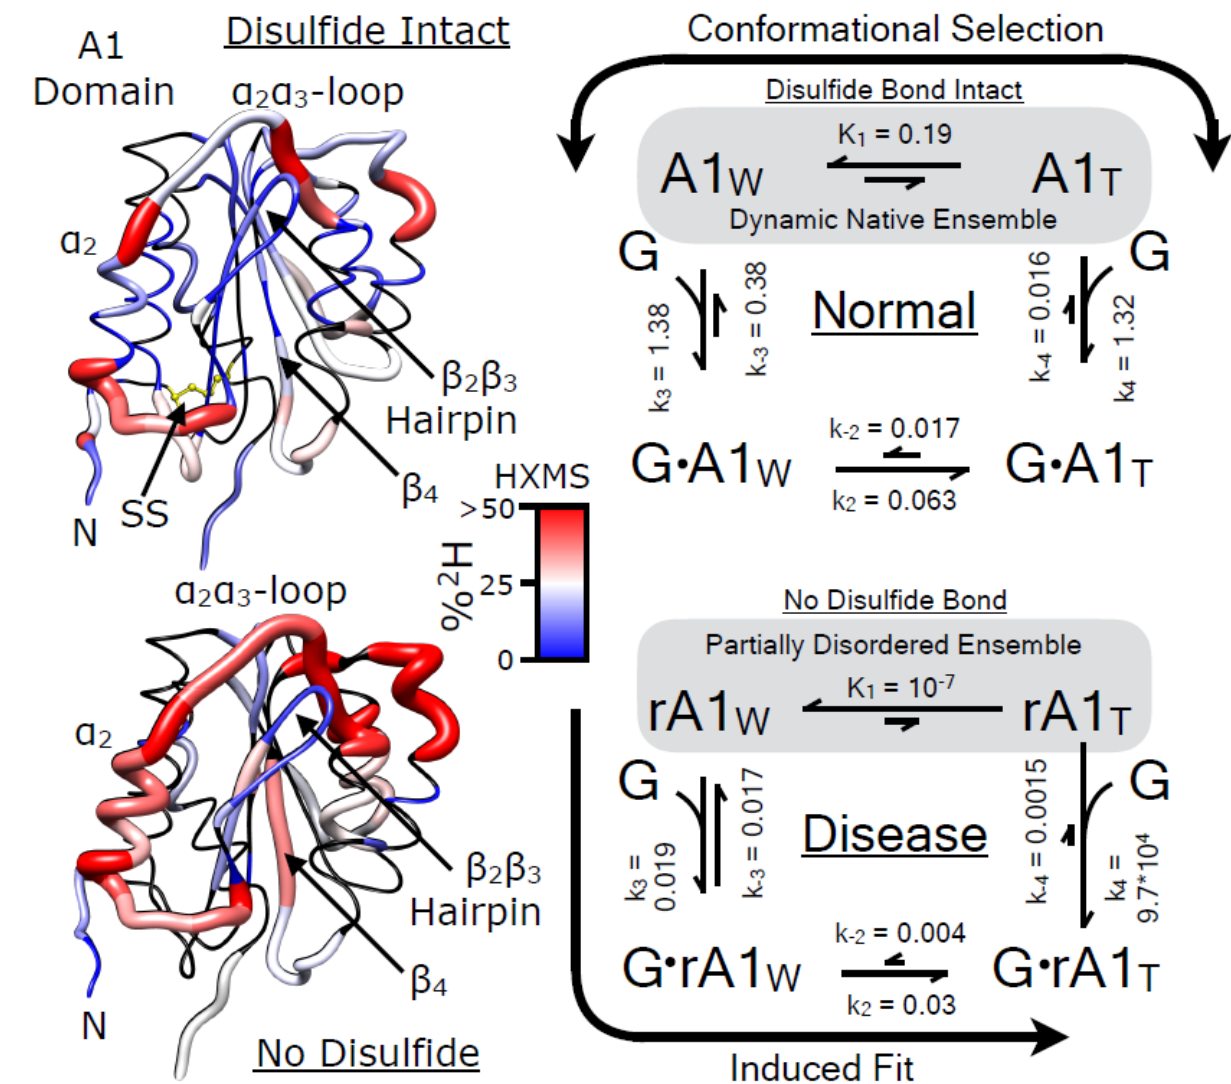 A1
Domain
Disulfide Intact
α₂α₃-loop
α₂
β₂β₃
Hairpin
β₄
SS
N
HXMS
>50
25
0
%²H
α₂α₃-loop
α₂
β₂β₃
Hairpin
β₄
N
No Disulfide
Conformational Selection
Disulfide Bond Intact
K₁ = 0.19
A1W
A1T
Dynamic Native Ensemble
G
G
k₃ = 1.38
k-₃ = 0.38
Normal
k-₄ = 0.016
k₄ = 1.32
k-₂ = 0.017
G·A1W
G·A1T
k₂ = 0.063
No Disulfide Bond
Partially Disordered Ensemble
K₁ = 10⁻⁷
rA1W
rA1T
G
G
k₃ =
0.019
k-₃ = 0.017
Disease
k-₄ = 0.0015
k₄ =
9.7*10⁴
k-₂ = 0.004
G·rA1W
G·rA1T
k₂ = 0.03
Induced Fit